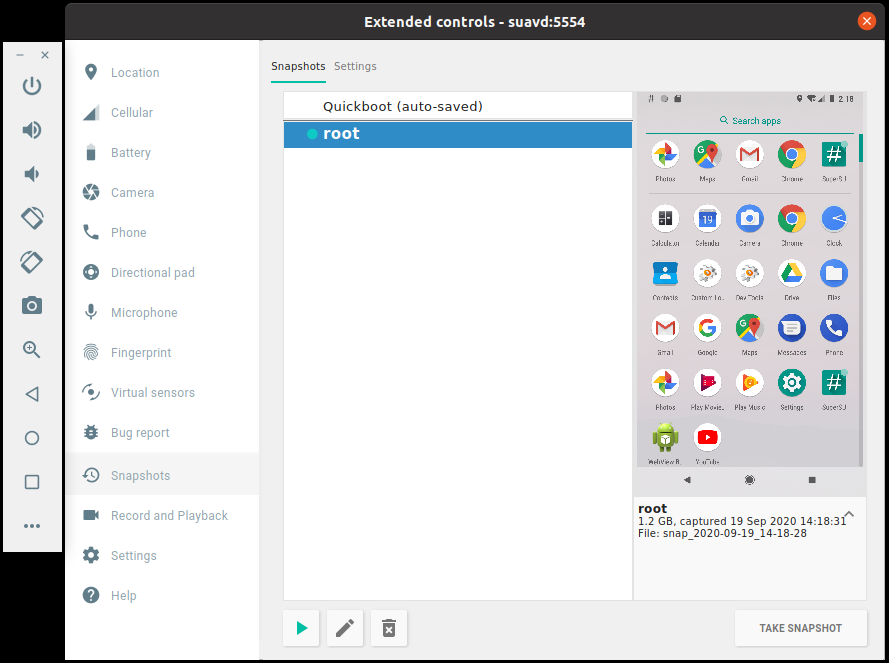 Extended controls - suavd:5554
Location
Cellular
Battery
Camera
Phone
Directional pad
Microphone
Fingerprint
Virtual sensors
Bug report
Snapshots
Record and Playback
Settings
Help
Snapshots Settings
Quickboot (auto-saved)
root
2:18
Search apps
Photos Maps Gmail Chrome SuperSU
Calculator Calendar Camera Chrome Clock
Contacts Custom Lo.. Dev Tools Drive Files
Gmail Google Maps Messages Phone
Photos Play Movie.. Play Music Settings SuperSU
WebView B.. YouTube
root
1.2 GB, captured 19 Sep 2020 14:18:31
File: snap_2020-09-19_14-18-28
TAKE SNAPSHOT